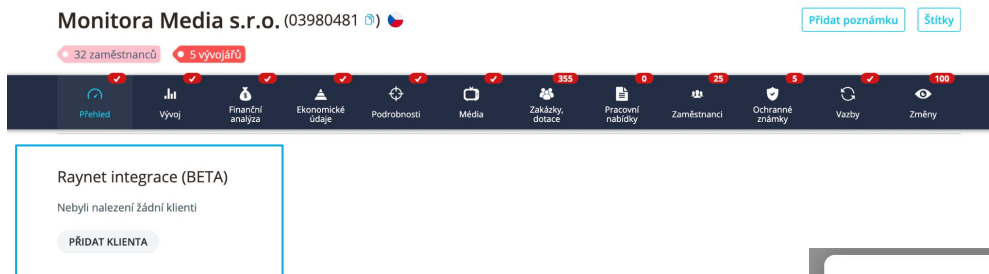 Monitora Media s.r.o. (03980481)
Přidat poznámku
Štítky
32 zaměstnanců
5 vývojářů
355
0
25
5
100
Přehled
Vývoj
Finanční
analýza
Ekonomické
údaje
Podrobnosti
Média
Zakázky,
dotace
Pracovní
nabídky
Zaměstnanci
Ochranné
známky
Vazby
Změny
Raynet integrace (BETA)
Nebyli nalezení žádní klienti
PŘIDAT KLIENTA